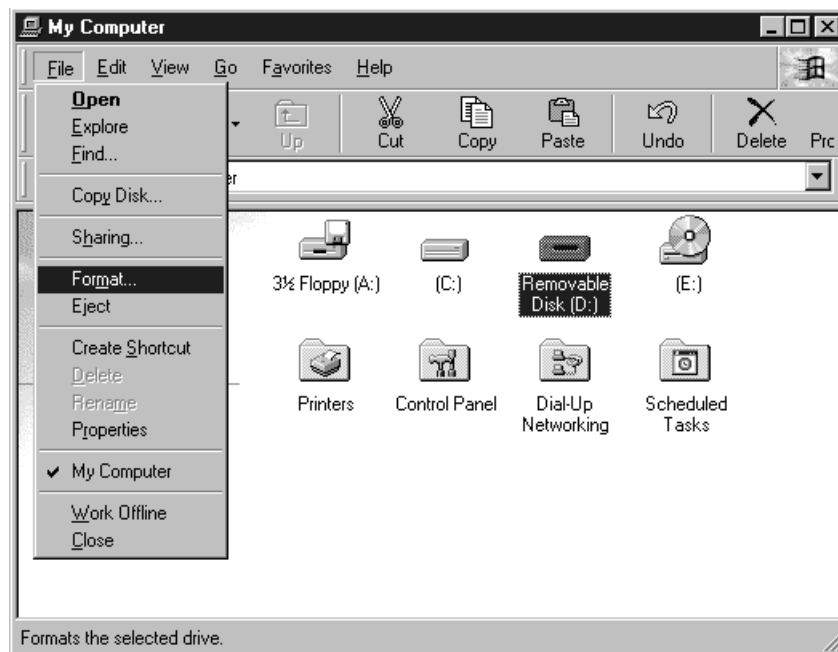 My Computer
File Edit View Go Favorites Help
Open
Explore
Find...
Copy Disk...
Sharing...
Format...
Eject
Create Shortcut
Delete
Rename
Properties
My Computer
Work Offline
Close
Up Cut Copy Paste Undo Delete
3½ Floppy (A:) (C:) Removable Disk (D:) (E:)
Printers Control Panel Dial-Up Networking Scheduled Tasks
Formats the selected drive.